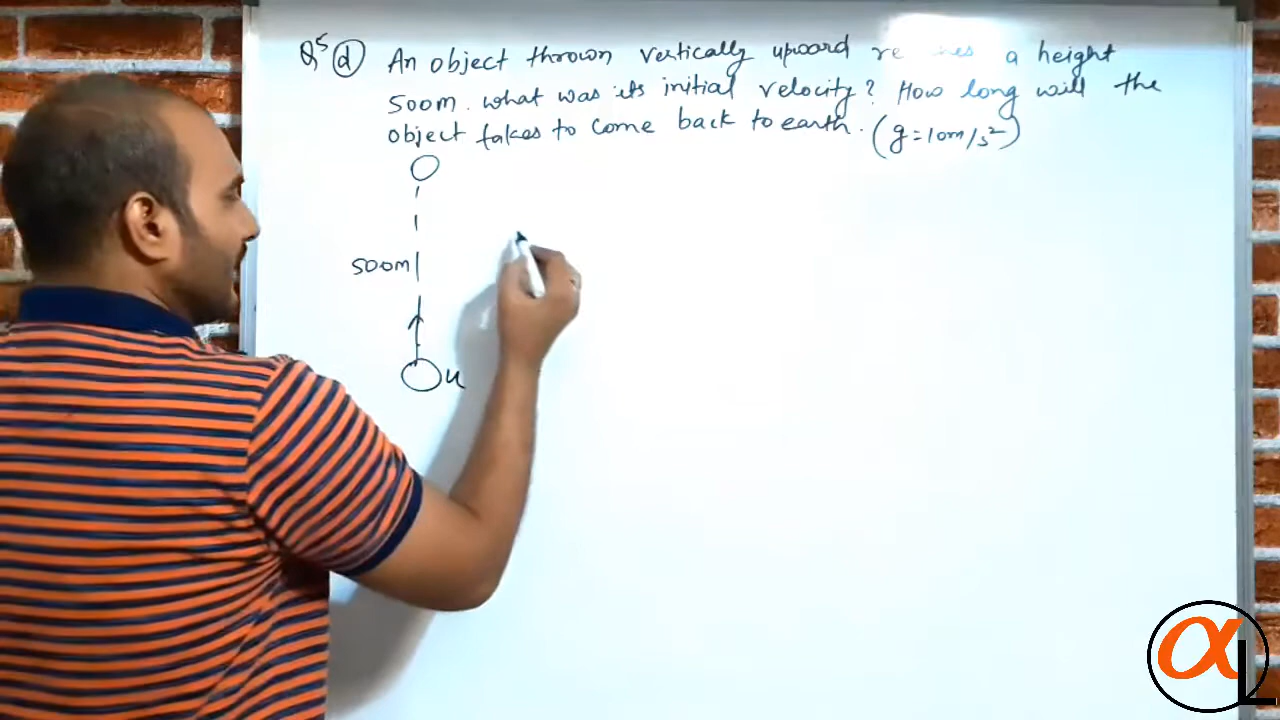 Q5 (d) An object thrown vertically upward a height
500m. what was its initial velocity? How long will the
object takes to come back to earth. (g=10m/s²)
500m
u
αL